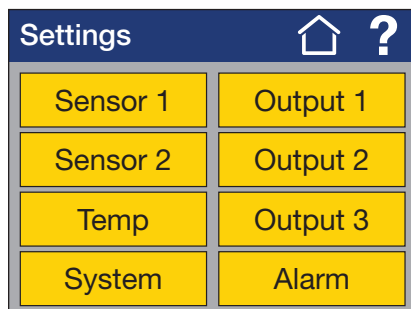 Settings ?
Sensor 1 Output 1
Sensor 2 Output 2
Temp Output 3
System Alarm